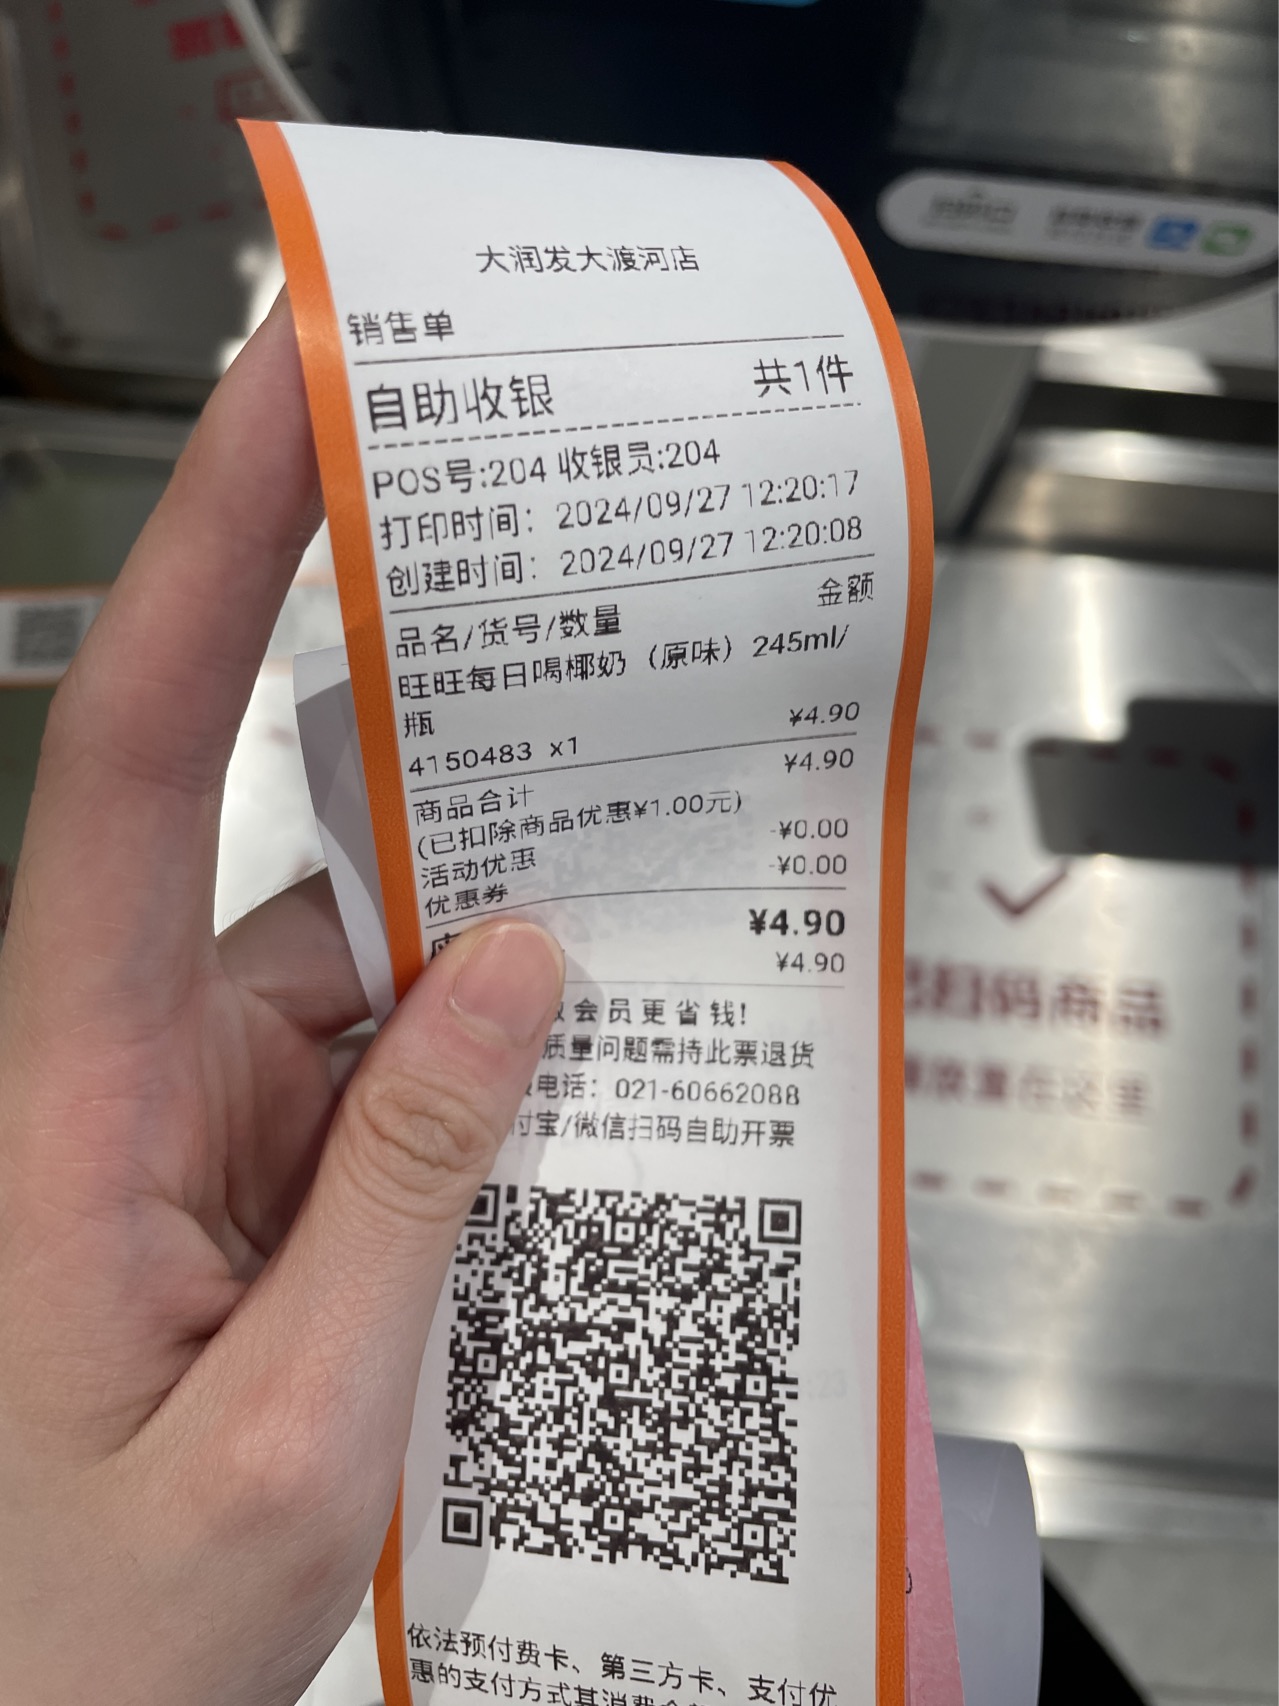 大润发大渡河店
销售单
自助收银 共1件
POS号:204 收银员:204
打印时间：2024/09/27 12:20:17
创建时间：2024/09/27 12:20:08
品名/货号/数量 金额
旺旺每日喝椰奶（原味）245ml/
瓶
4150483 x1 ¥4.90
商品合计 ¥4.90
(已扣除商品优惠¥1.00元)
活动优惠 -¥0.00
优惠券 -¥0.00
¥4.90
¥4.90
会员更省钱!
质量问题需持此票退货
电话：021-60662088
付宝/微信扫码自助开票
依法预付费卡、第三方卡、支付优
惠的支付方式其消费金
扫码商品